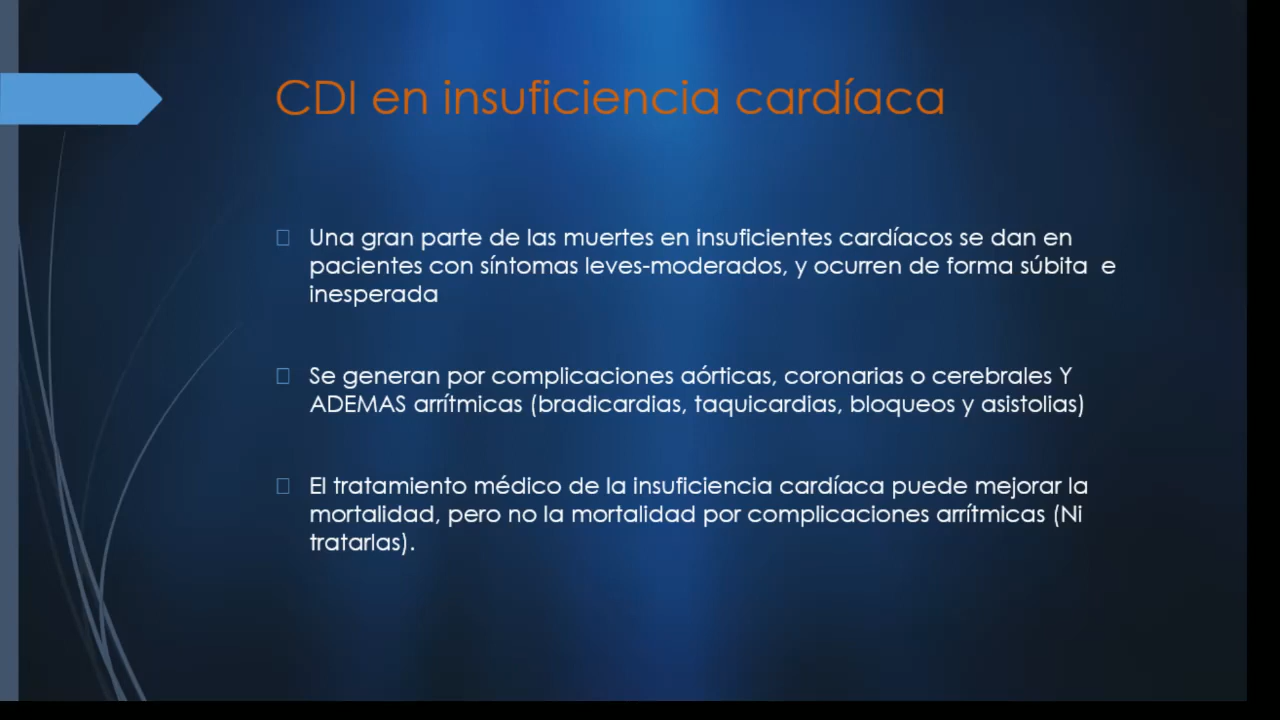 CDI en insuficiencia cardíaca
Una gran parte de las muertes en insuficientes cardíacos se dan en
pacientes con síntomas leves-moderados, y ocurren de forma súbita  e
inesperada
Se generan por complicaciones aórticas, coronarias o cerebrales Y
ADEMAS arrítmicas (bradicardias, taquicardias, bloqueos y asistolias)
El tratamiento médico de la insuficiencia cardíaca puede mejorar la
mortalidad, pero no la mortalidad por complicaciones arrítmicas (Ni
tratarlas).